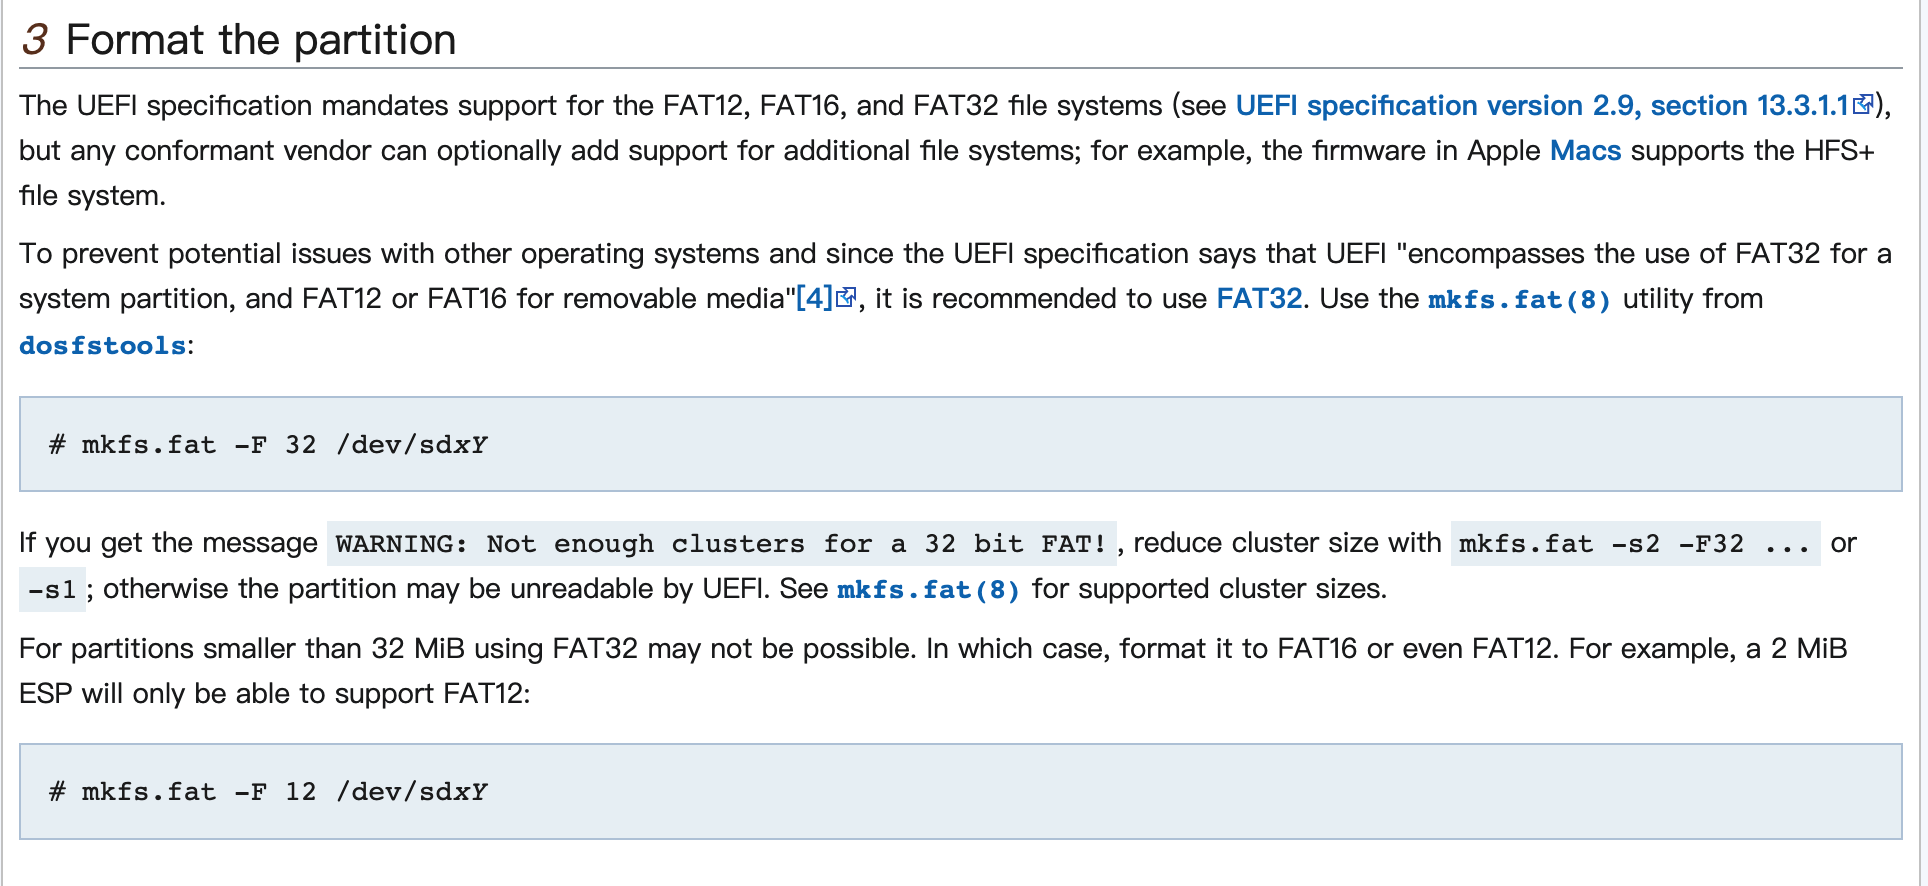 3 Format the partition
The UEFI specification mandates support for the FAT12, FAT16, and FAT32 file systems (see UEFI specification version 2.9, section 13.3.1.1),
but any conformant vendor can optionally add support for additional file systems; for example, the firmware in Apple Macs supports the HFS+
file system.
To prevent potential issues with other operating systems and since the UEFI specification says that UEFI "encompasses the use of FAT32 for a
system partition, and FAT12 or FAT16 for removable media"[4], it is recommended to use FAT32. Use the mkfs.fat(8) utility from
dosfstools:
# mkfs.fat -F 32 /dev/sdxY
If you get the message WARNING: Not enough clusters for a 32 bit FAT!, reduce cluster size with mkfs.fat -s2 -F32 ... or
-s1; otherwise the partition may be unreadable by UEFI. See mkfs.fat(8) for supported cluster sizes.
For partitions smaller than 32 MiB using FAT32 may not be possible. In which case, format it to FAT16 or even FAT12. For example, a 2 MiB
ESP will only be able to support FAT12:
# mkfs.fat -F 12 /dev/sdxY